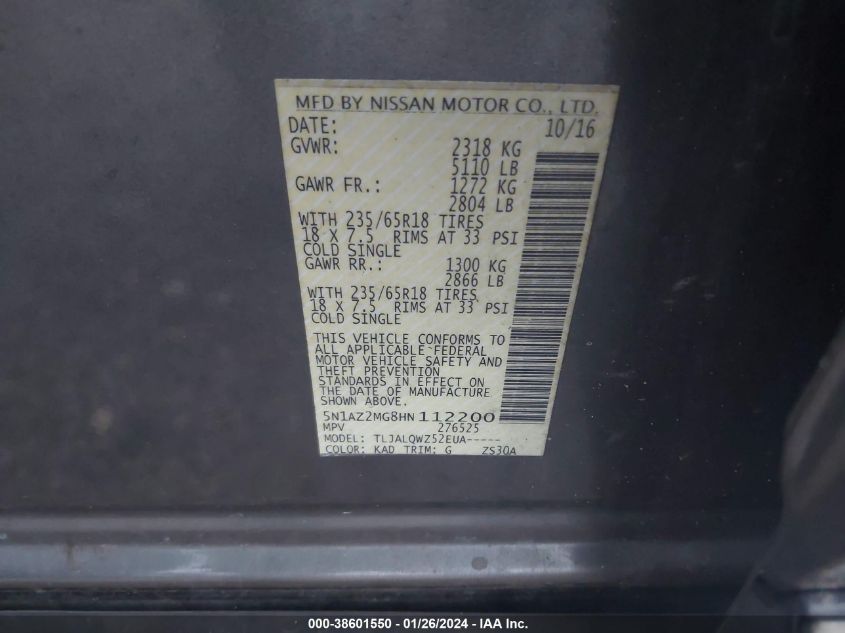 MFD BY NISSAN MOTOR CO., LTD.
DATE: 10/16
GVWR: 2318 KG
5110 LB
GAWR FR.: 1272 KG
2804 LB
WITH 235/65R18 TIRES
18 X 7.5 RIMS AT 33 PSI
COLD SINGLE
GAWR RR.: 1300 KG
2866 LB
WITH 235/65R18 TIRES
18 X 7.5 RIMS AT 33 PSI
COLD SINGLE
THIS VEHICLE CONFORMS TO
ALL APPLICABLE FEDERAL
MOTOR VEHICLE SAFETY AND
THEFT PREVENTION
STANDARDS IN EFFECT ON
THE DATE OF MANUFACTURE
SHOWN ABOVE.
5N1AZ2MG8HN112200
MPV 276525
MODEL: TLJALQWZ52EUA-----
COLOR: KAD TRIM: G ZS30A
000-38601550 - 01/26/2024 - IAA Inc.